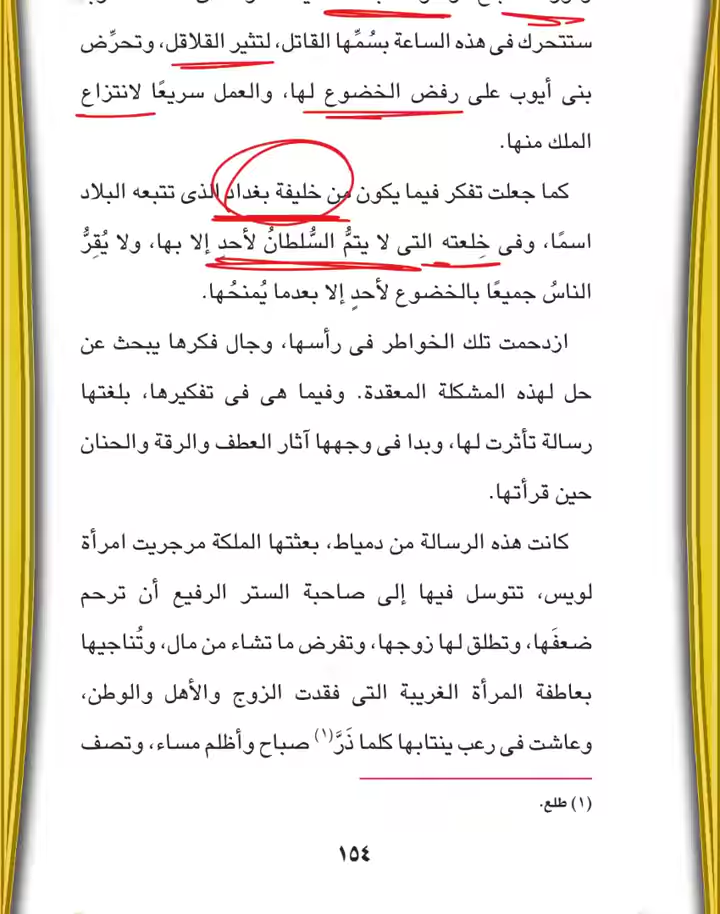 ستتحرك فى هذه الساعة بسُمِّها القاتل، لتثير القلاقل، وتحرِّض
بنى أيوب على رفض الخضوع لها، والعمل سريعًا لانتزاع
الملك منها.
كما جعلت تفكر فيما يكون من خليفة بغداد الذى تتبعه البلاد
اسمًا، وفى خِلعته التى لا يتمُّ السُّلطانُ لأحد إلا بها، ولا يُقِرُّ
الناسُ جميعًا بالخضوع لأحدٍ إلا بعدما يُمنحُها.
ازدحمت تلك الخواطر فى رأسها، وجال فكرها يبحث عن
حل لهذه المشكلة المعقدة. وفيما هى فى تفكيرها، بلغتها
رسالة تأثرت لها، وبدا فى وجهها آثار العطف والرقة والحنان
حين قرأتها.
كانت هذه الرسالة من دمياط، بعثتها الملكة مرجريت امرأة
لويس، تتوسل فيها إلى صاحبة الستر الرفيع أن ترحم
ضعفَها، وتطلق لها زوجها، وتفرض ما تشاء من مال، وتُناجيها
بعاطفة المرأة الغريبة التى فقدت الزوج والأهل والوطن،
وعاشت فى رعب ينتابها كلما ذَرَّ(١) صباح وأظلم مساء، وتصف
(١) طلع.
١٥٤